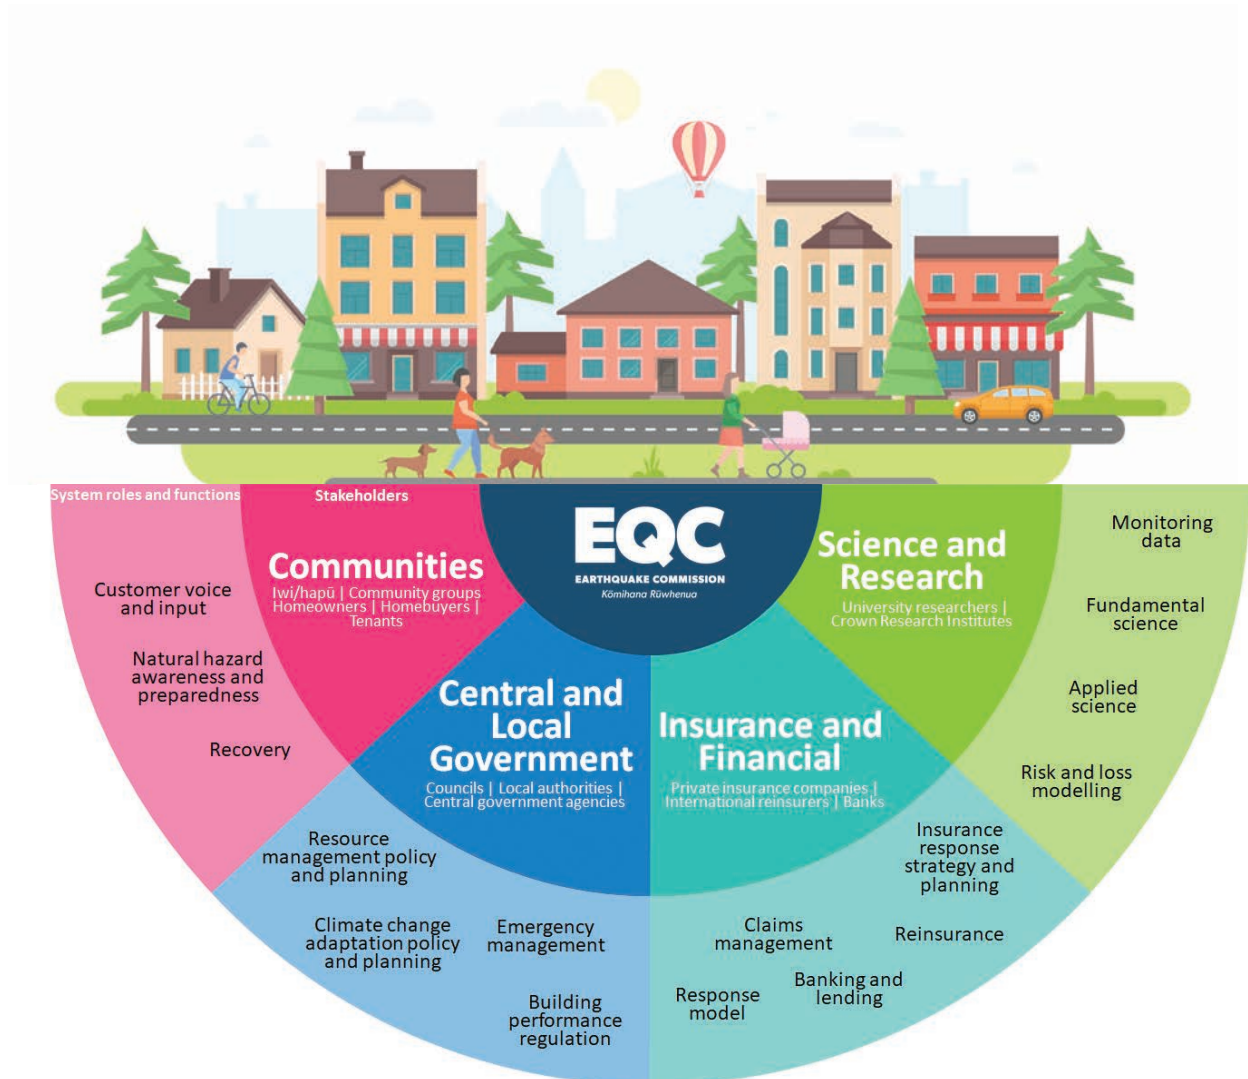 System roles and functions
Stakeholders
EQC
EARTHQUAKE COMMISSION
Kōmihana Rūwhenua
Communities
Iwi/hapū | Community groups
Homeowners | Homebuyers |
Tenants
Customer voice
and input
Natural hazard
awareness and
preparedness
Recovery
Central and
Local
Government
Councils | Local authorities |
Central government agencies
Resource
management policy
and planning
Climate change
adaptation policy
and planning
Emergency
management
Building
performance
regulation
Insurance and
Financial
Private insurance companies |
International reinsurers | Banks
Insurance
response
strategy and
planning
Claims
management
Reinsurance
Banking and
lending
Response
model
Science and
Research
University researchers |
Crown Research Institutes
Monitoring
data
Fundamental
science
Applied
science
Risk and loss
modelling